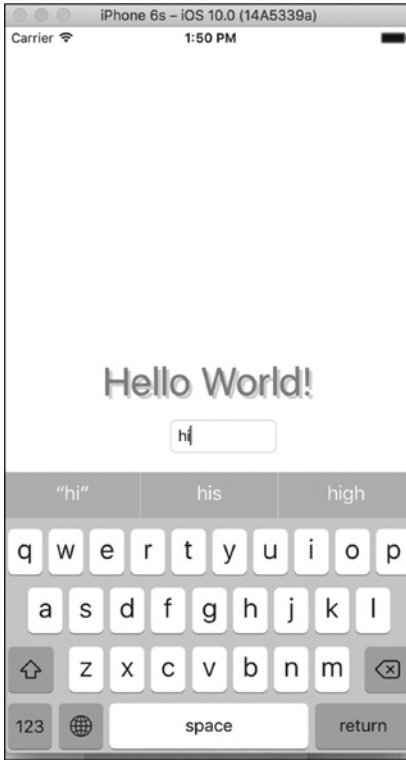 iPhone 6s – iOS 10.0 (14A5339a)
Carrier 1:50 PM
Hello World!
hi
“hi” his high
q w e r t y u i o p
a s d f g h j k l
z x c v b n m
123 space return